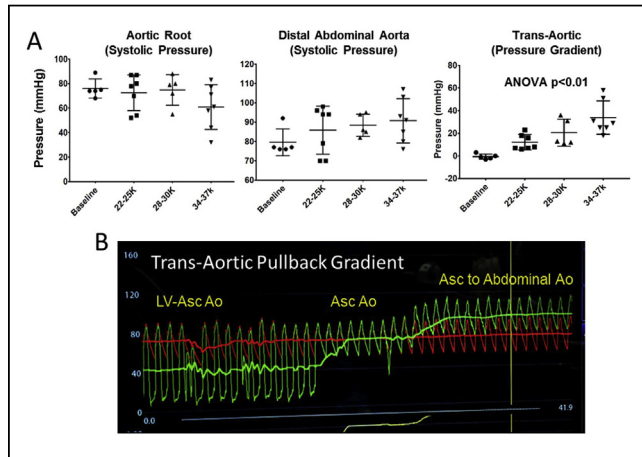 A
Aortic Root
(Systolic Pressure)
Pressure (mmHg)
100
80
60
40
20
0
Baseline
22-25K
28-30K
34-37k
Distal Abdominal Aorta
(Systolic Pressure)
120
110
100
90
80
70
60
Baseline
22-25K
28-30K
34-37k
Trans-Aortic
(Pressure Gradient)
ANOVA p<0.01
Pressure (mmHg)
80
60
40
20
0
-20
Baseline
22-25K
28-30K
34-37k
B
160
Trans-Aortic Pullback Gradient
Asc to Abdominal Ao
LV-Asc Ao
Asc Ao
120
80
40
0
0.0
41.9